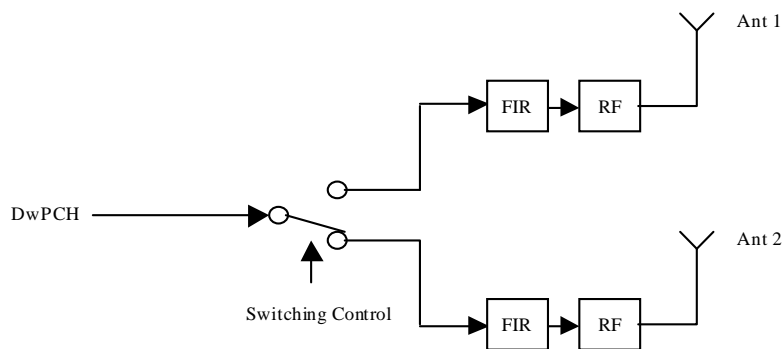 Ant 1
FIR
RF
DwPCH
Ant 2
Switching Control
FIR
RF